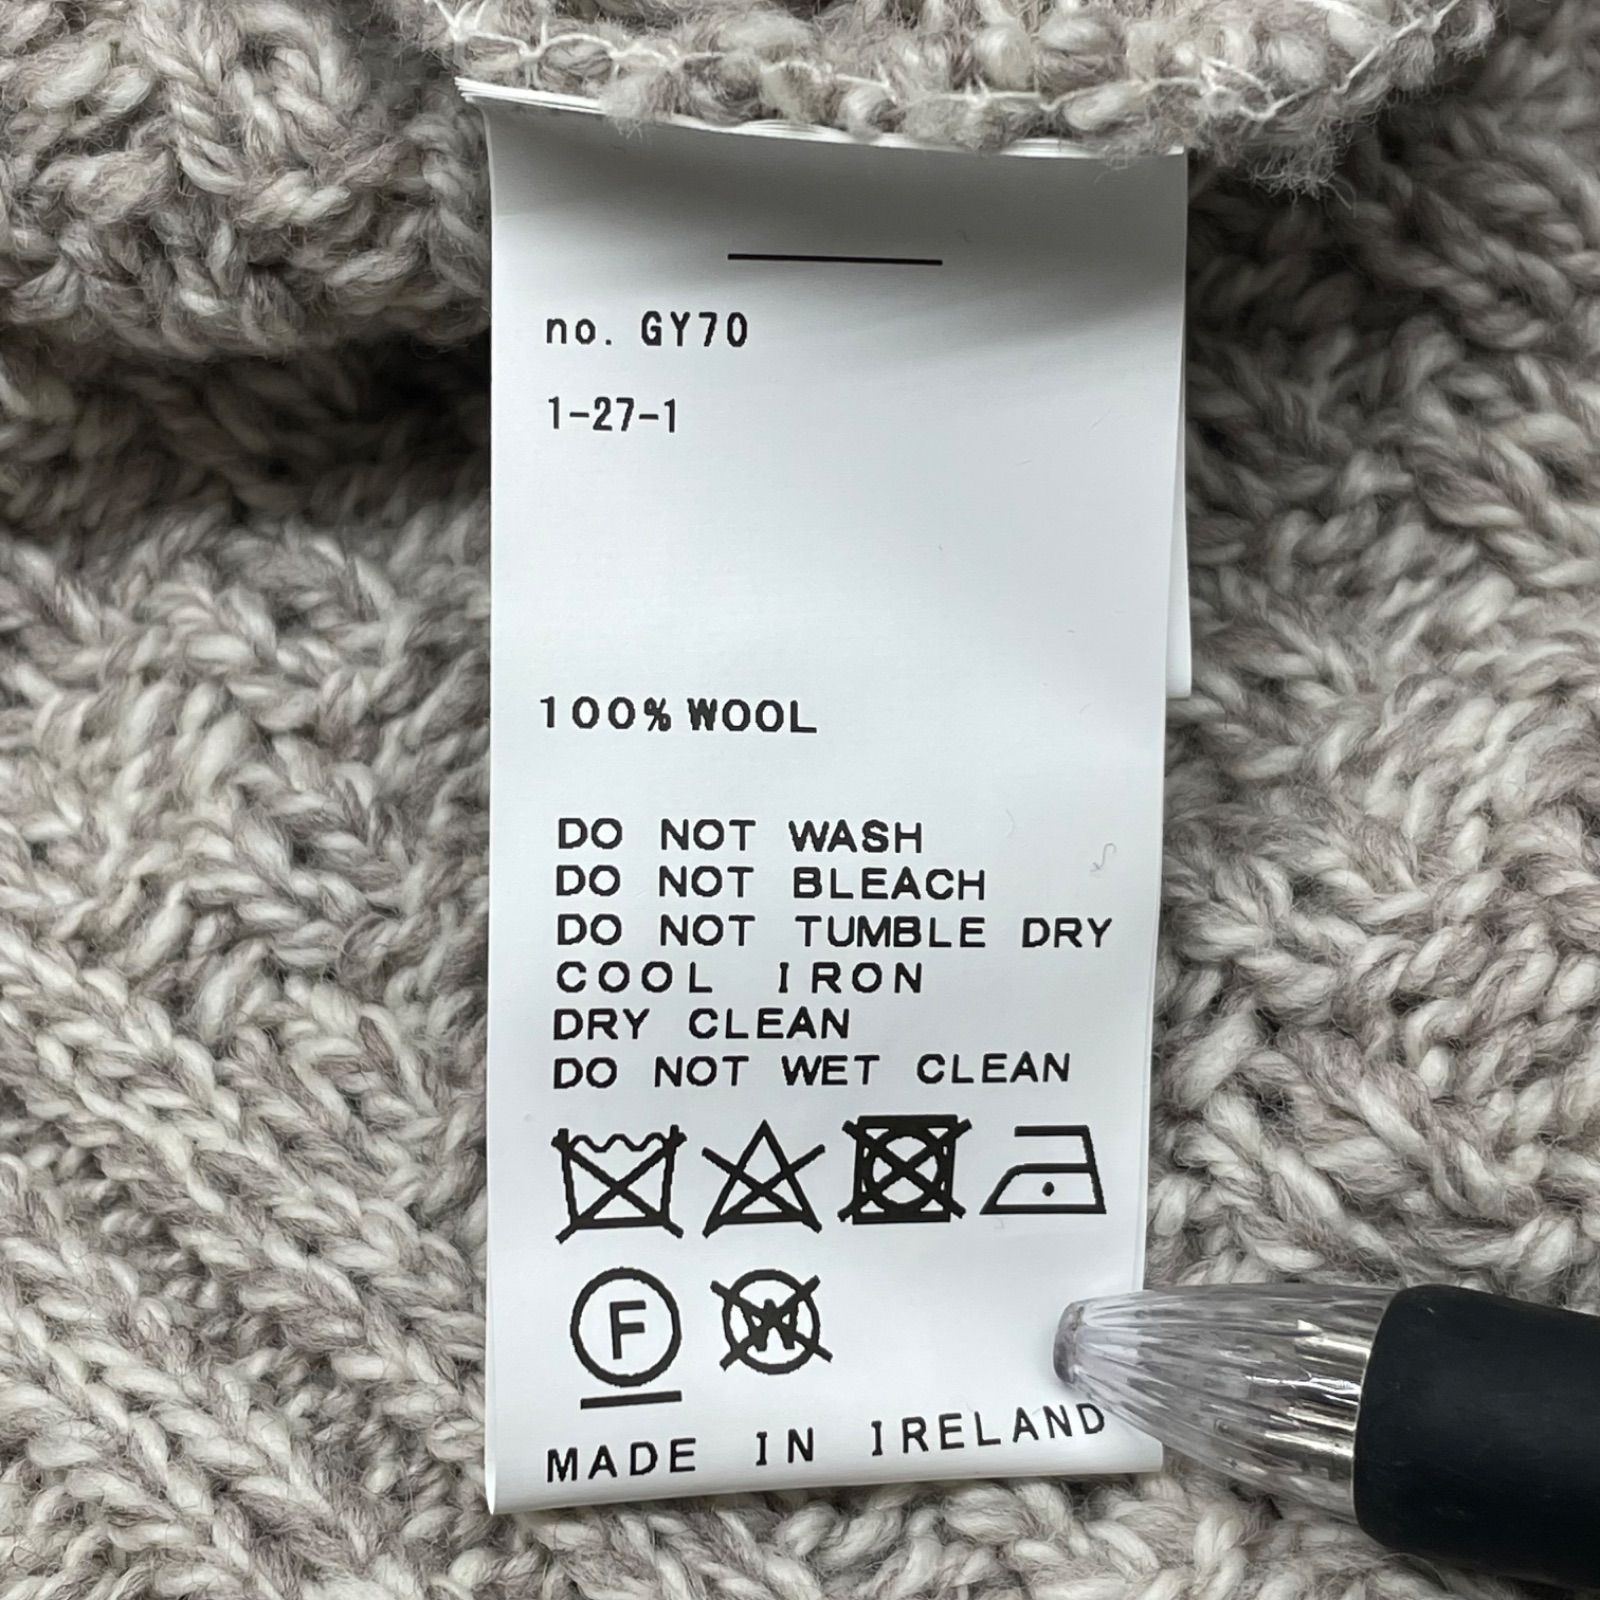 no. GY70
1-27-1
100% WOOL
DO NOT WASH
DO NOT BLEACH
DO NOT TUMBLE DRY
COOL IRON
DRY CLEAN
DO NOT WET CLEAN
F W
MADE IN IRELAND